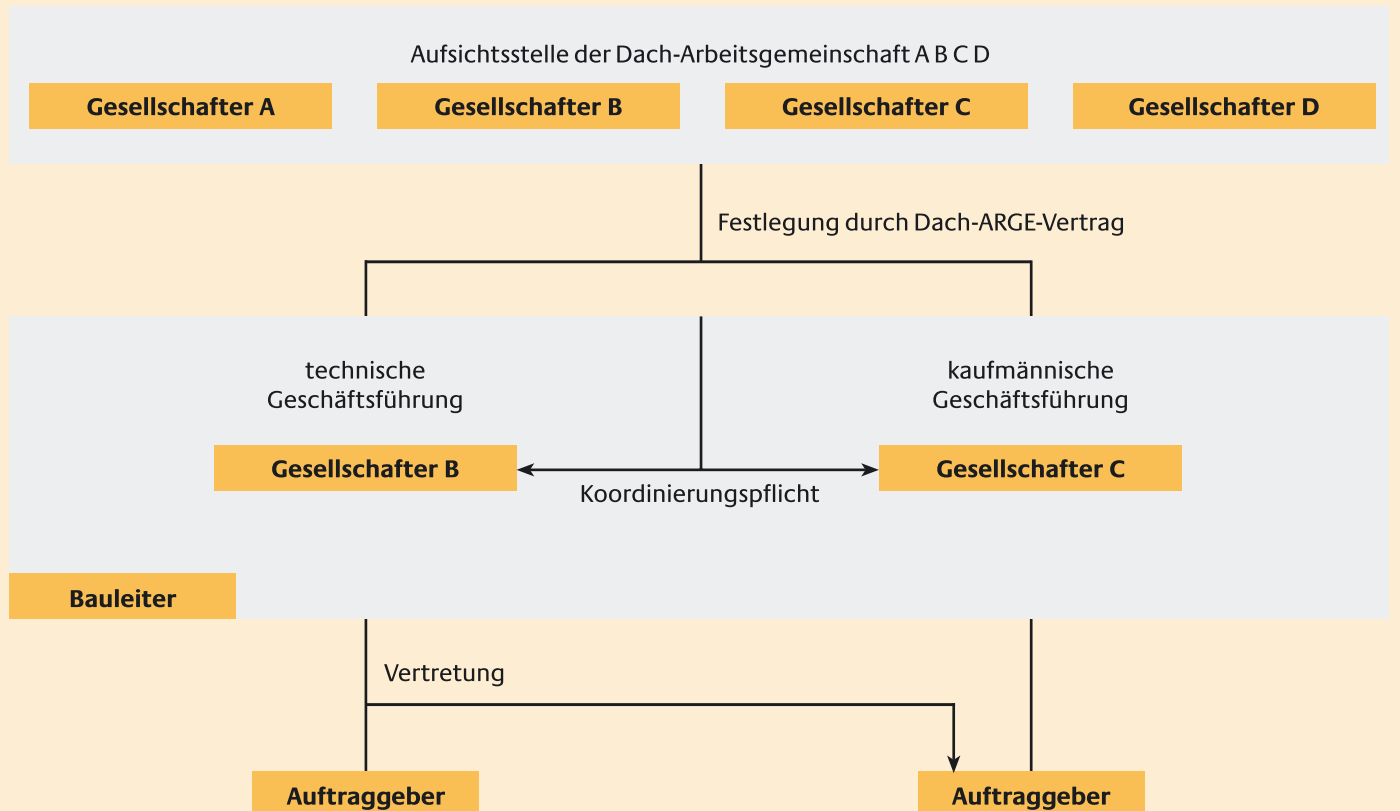 Aufsichtsstelle der Dach-Arbeitsgemeinschaft A B C D
Gesellschafter A
Gesellschafter B
Gesellschafter C
Gesellschafter D
Festlegung durch Dach-ARGE-Vertrag
technische
Geschäftsführung
kaufmännische
Geschäftsführung
Gesellschafter B
Gesellschafter C
Koordinierungspflicht
Bauleiter
Vertretung
Auftraggeber
Auftraggeber